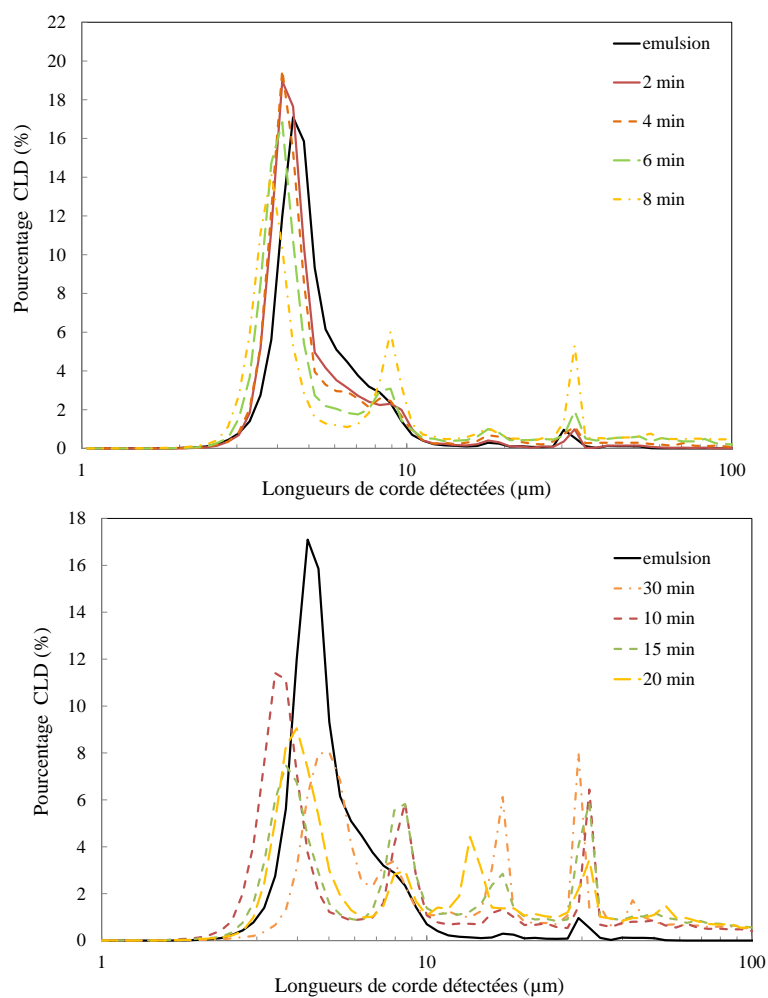 22
20
18
16
14
12
10
8
6
4
2
0
Pourcentage CLD (%)
emulsion
2 min
4 min
6 min
8 min
1 10 100
Longueurs de corde détectées (µm)
18
16
14
12
10
8
6
4
2
0
Pourcentage CLD (%)
emulsion
30 min
10 min
15 min
20 min
1 10 100
Longueurs de corde détectées (µm)